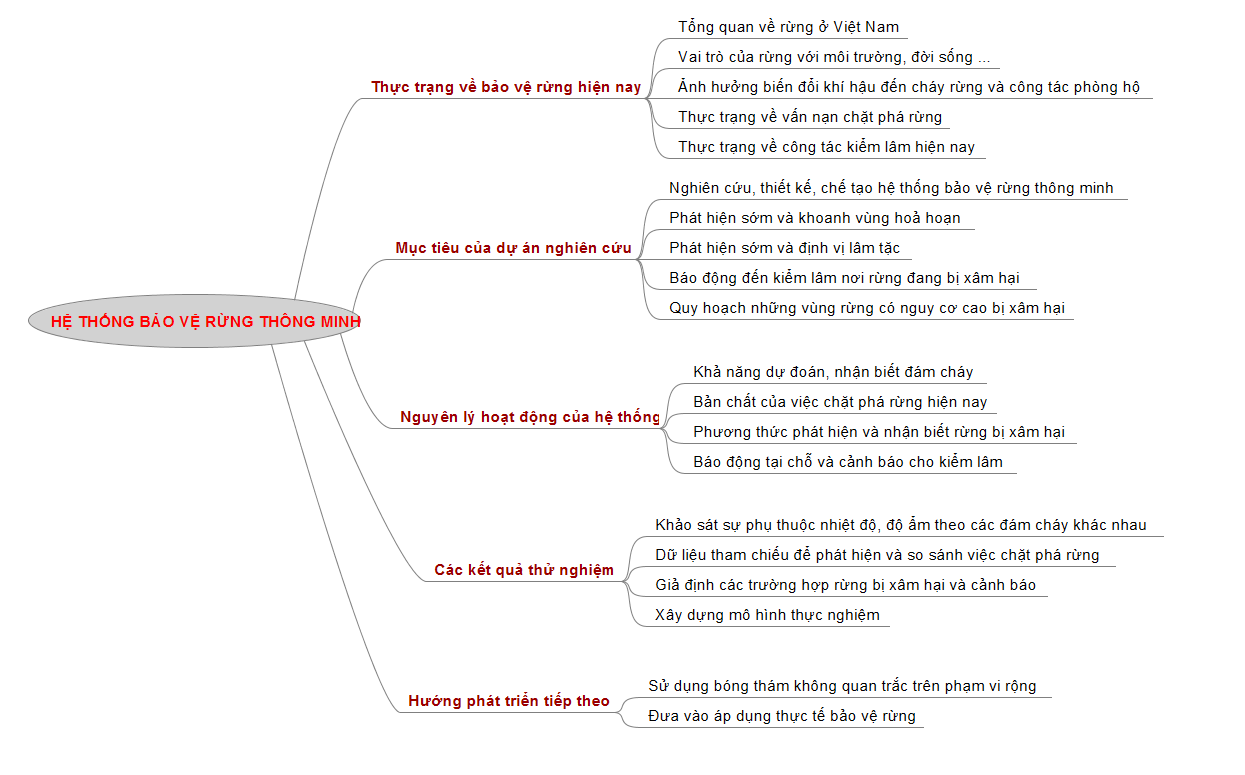 HỆ THỐNG BẢO VỆ RỪNG THÔNG MINH
Thực trạng về bảo vệ rừng hiện nay
Tổng quan về rừng ở Việt Nam
Vai trò của rừng với môi trường, đời sống ...
Ảnh hưởng biến đổi khí hậu đến cháy rừng và công tác phòng hộ
Thực trạng về vấn nạn chặt phá rừng
Thực trạng về công tác kiểm lâm hiện nay
Mục tiêu của dự án nghiên cứu
Nghiên cứu, thiết kế, chế tạo hệ thống bảo vệ rừng thông minh
Phát hiện sớm và khoanh vùng hoả hoạn
Phát hiện sớm và định vị lâm tặc
Báo động đến kiểm lâm nơi rừng đang bị xâm hại
Quy hoạch những vùng rừng có nguy cơ cao bị xâm hại
Nguyên lý hoạt động của hệ thống
Khả năng dự đoán, nhận biết đám cháy
Bản chất của việc chặt phá rừng hiện nay
Phương thức phát hiện và nhận biết rừng bị xâm hại
Báo động tại chỗ và cảnh báo cho kiểm lâm
Các kết quả thử nghiệm
Khảo sát sự phụ thuộc nhiệt độ, độ ẩm theo các đám cháy khác nhau
Dữ liệu tham chiếu để phát hiện và so sánh việc chặt phá rừng
Giả định các trường hợp rừng bị xâm hại và cảnh báo
Xây dựng mô hình thực nghiệm
Hướng phát triển tiếp theo
Sử dụng bóng thám không quan trắc trên phạm vi rộng
Đưa vào áp dụng thực tế bảo vệ rừng